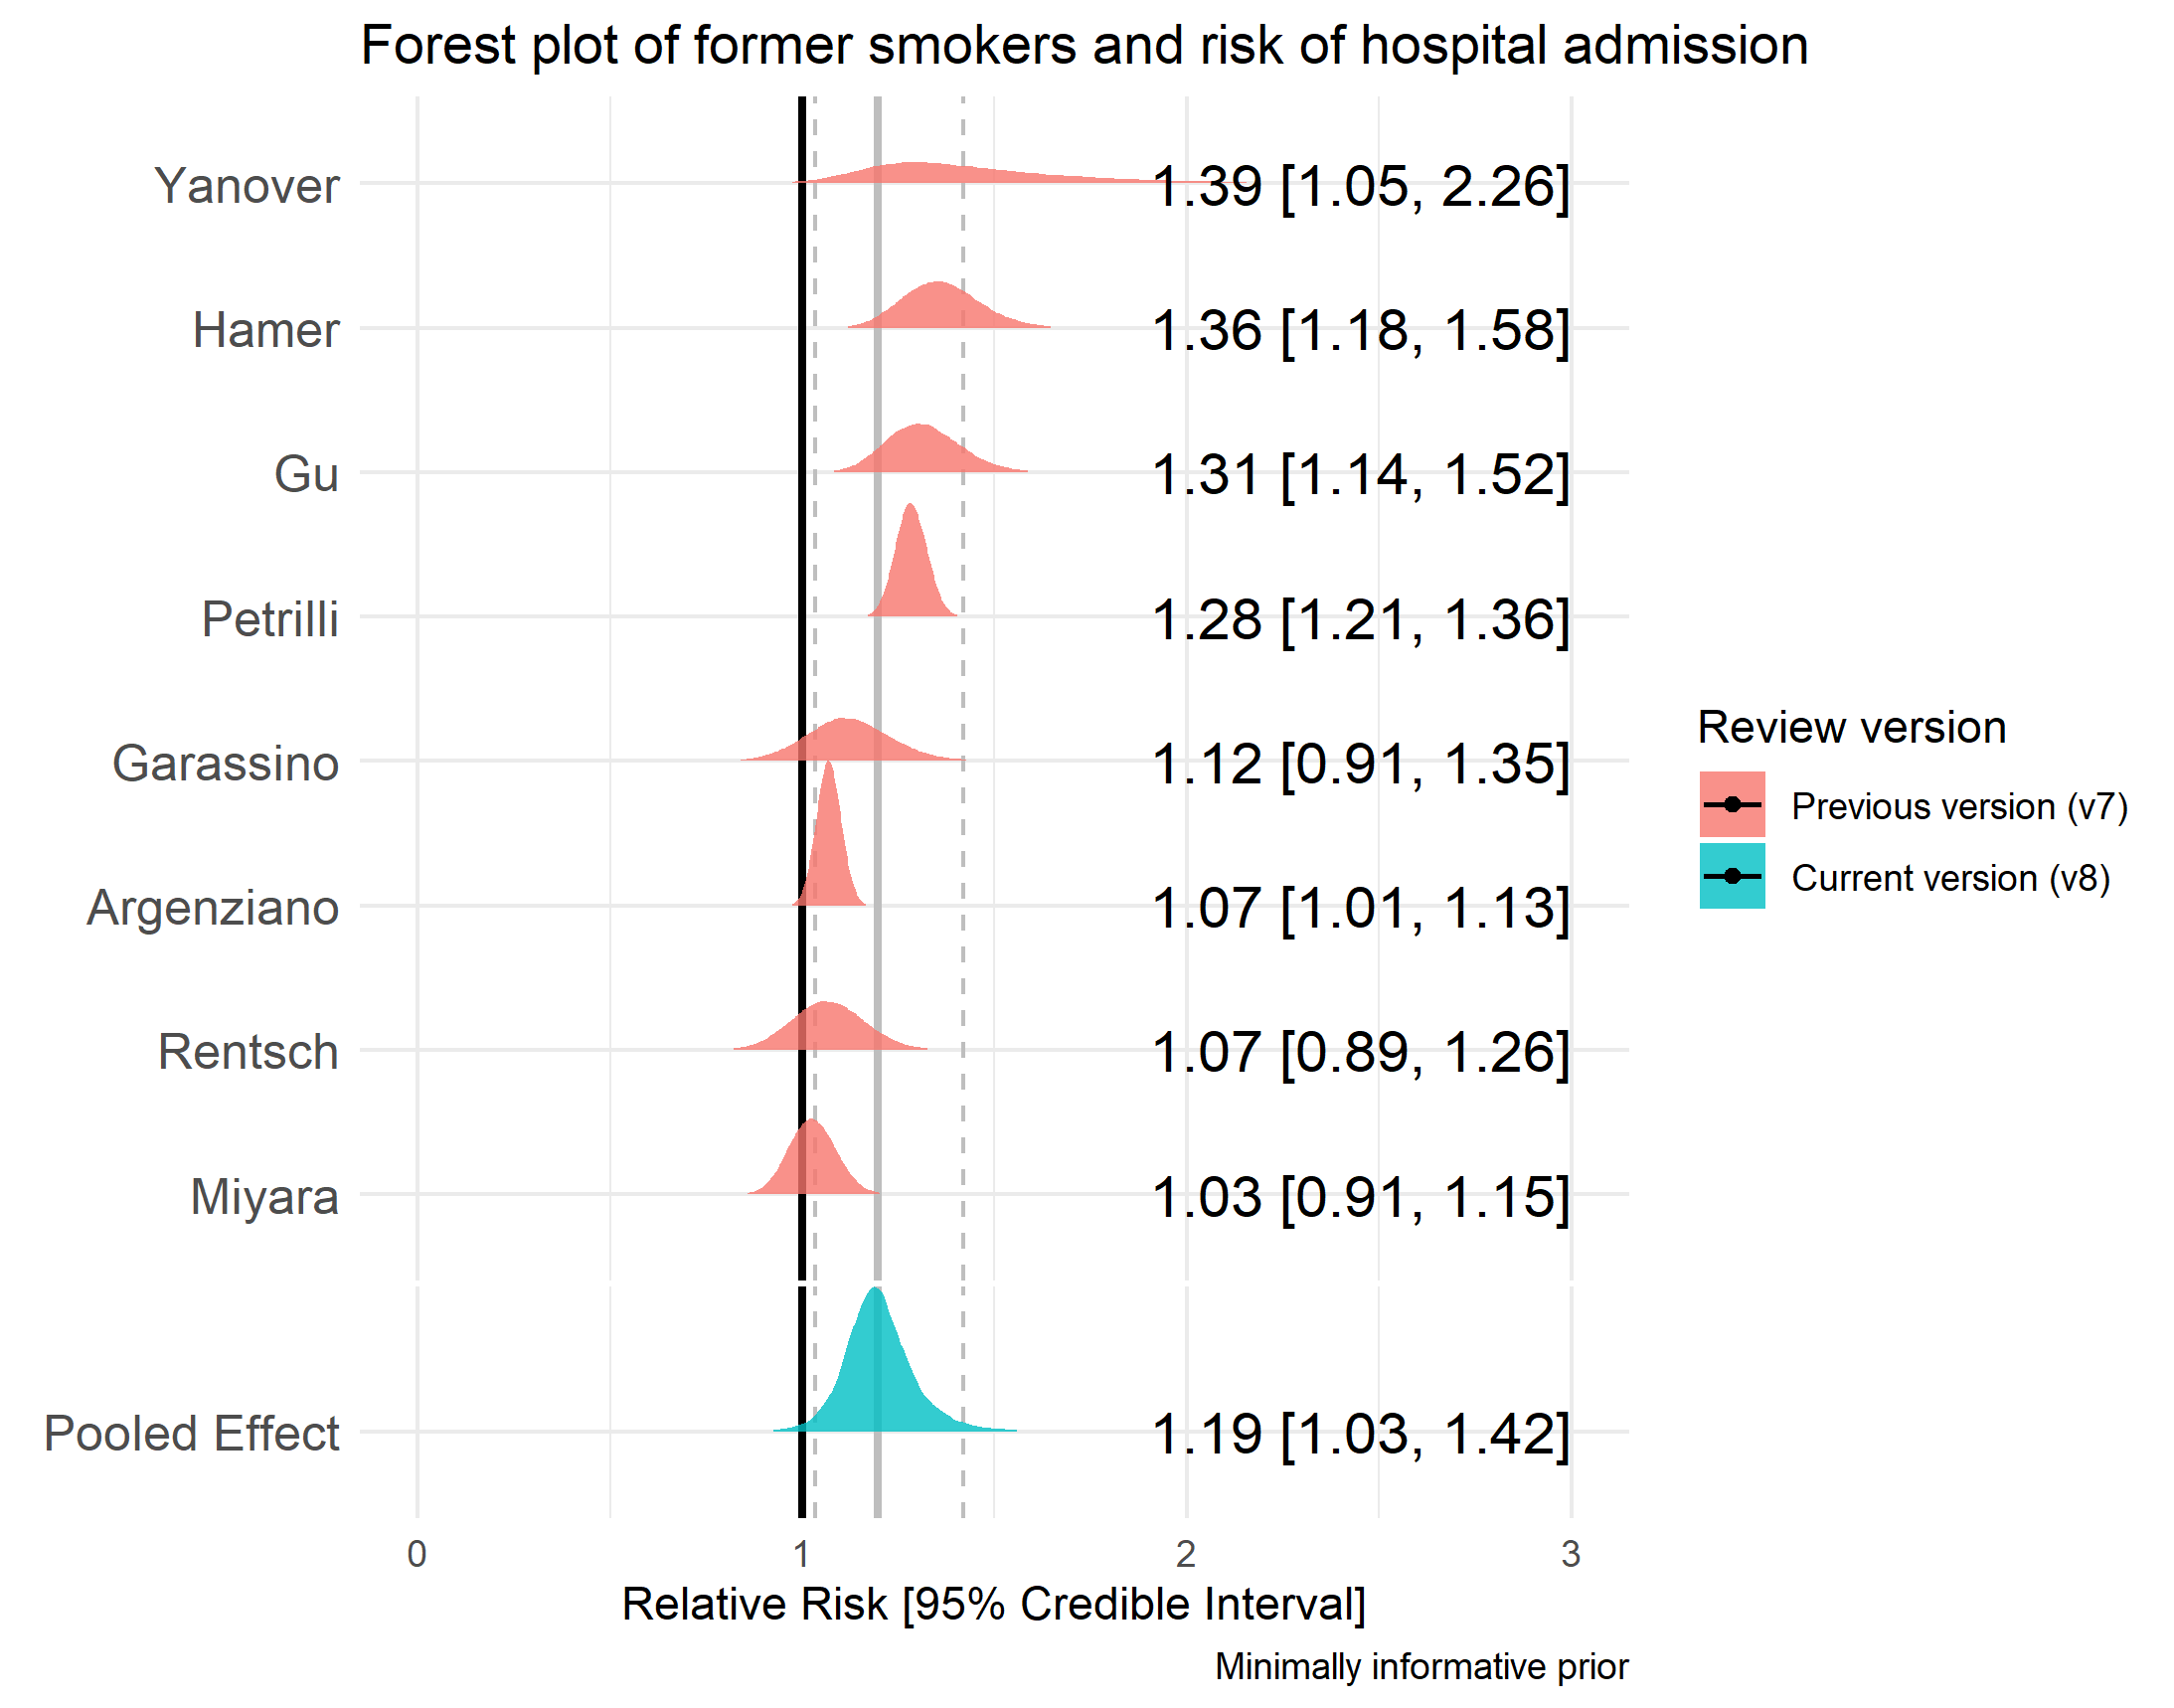 Forest plot of former smokers and risk of hospital admission
Yanover 1.39 [1.05, 2.26]
Hamer 1.36 [1.18, 1.58]
Gu 1.31 [1.14, 1.52]
Petrilli 1.28 [1.21, 1.36]
Garassino 1.12 [0.91, 1.35]
Argenziano 1.07 [1.01, 1.13]
Rentsch 1.07 [0.89, 1.26]
Miyara 1.03 [0.91, 1.15]
Pooled Effect 1.19 [1.03, 1.42]
0 1 2 3
Relative Risk [95% Credible Interval]
Minimally informative prior
Review version
Previous version (v7)
Current version (v8)